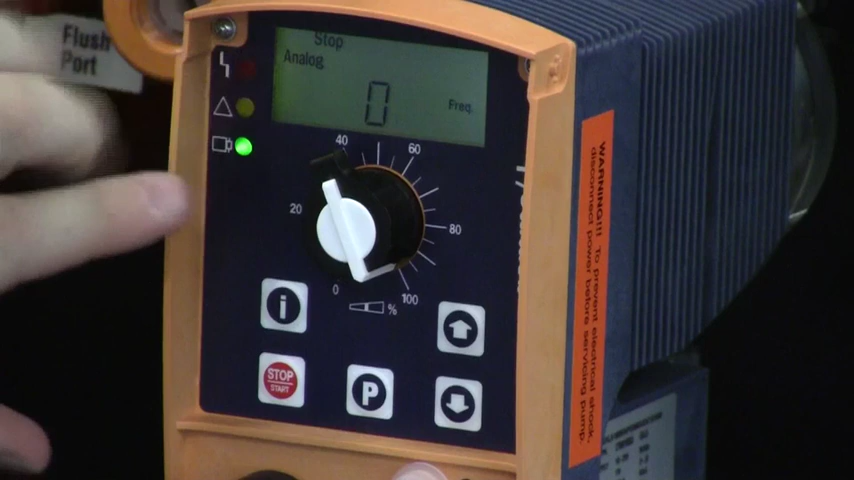 Flush
Port
Stop
Analog
0
Freq.
40
60
20
80
0
100
%
i
STOP
START
P
WARNING!!! To prevent electrical shock,
disconnect power before servicing pump.